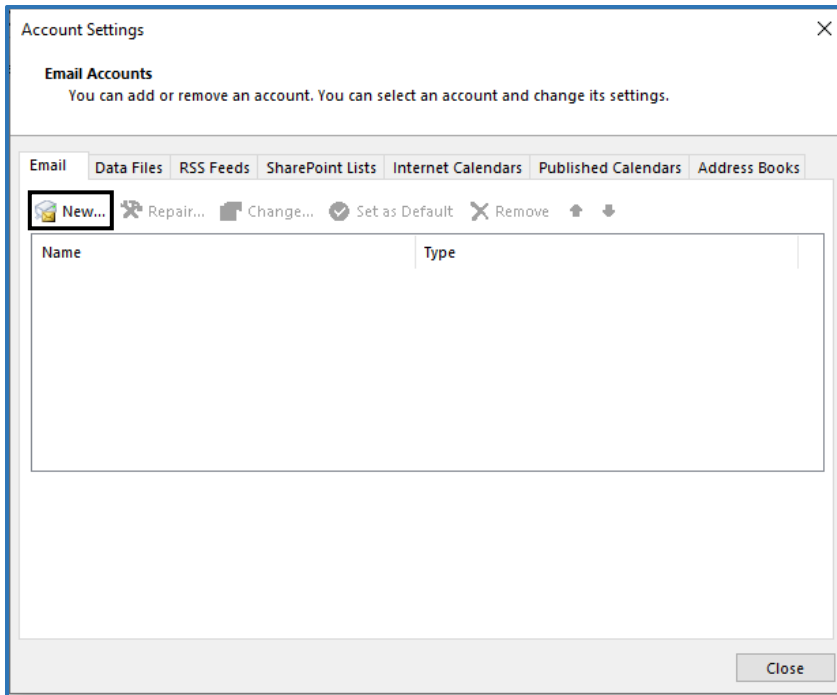 Account Settings
Email Accounts
You can add or remove an account. You can select an account and change its settings.
Email Data Files RSS Feeds SharePoint Lists Internet Calendars Published Calendars Address Books
New... Repair... Change... Set as Default Remove
Name Type
Close